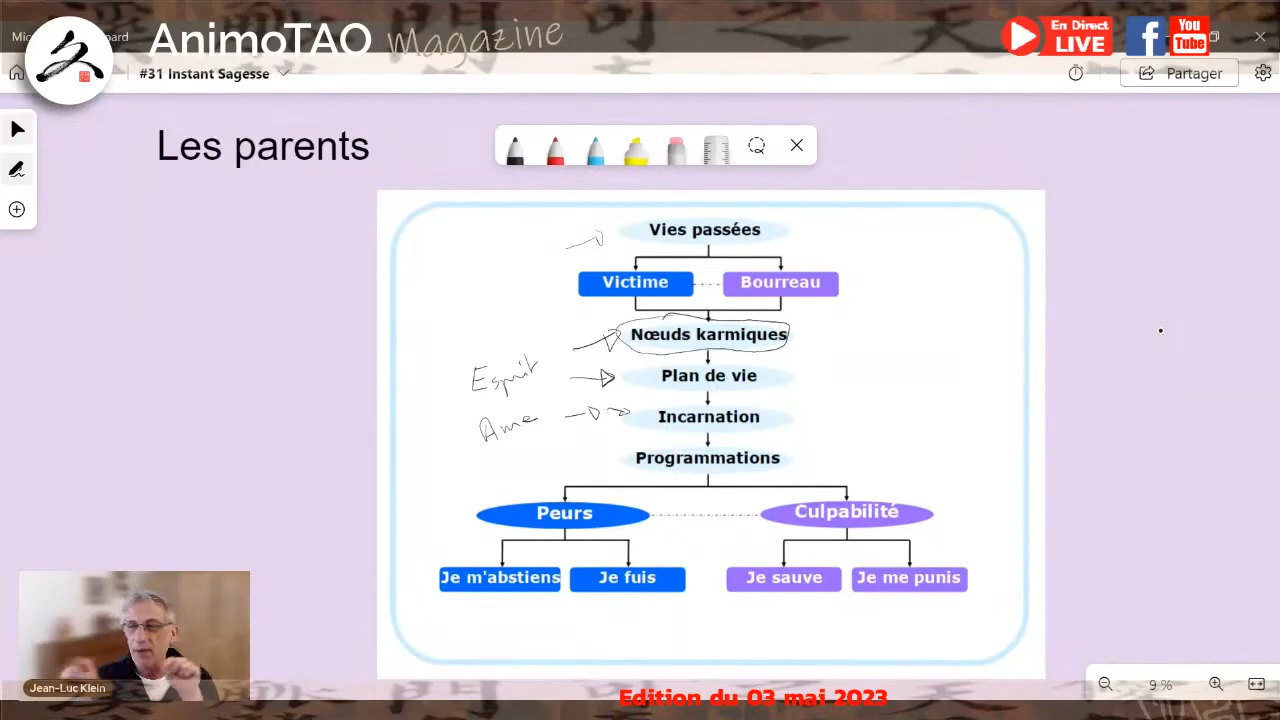 AnimoTAO Magazine
En Direct
LIVE
You
Tube
#31 Instant Sagesse
Partager
Les parents
Vies passées
Victime
Bourreau
Nœuds karmiques
Esprit
Plan de vie
Ame
Incarnation
Programmations
Peurs
Culpabilité
Je m'abstiens
Je fuis
Je sauve
Je me punis
Jean-Luc Klein
9 %
Edition du 03 mai 2023